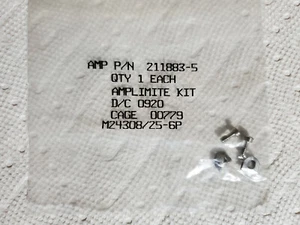 AMP P/N 211883-5
QTY 1 EACH
AMPLIMITE KIT
D/C 0920
CAGE 00779
M24308/25-6P